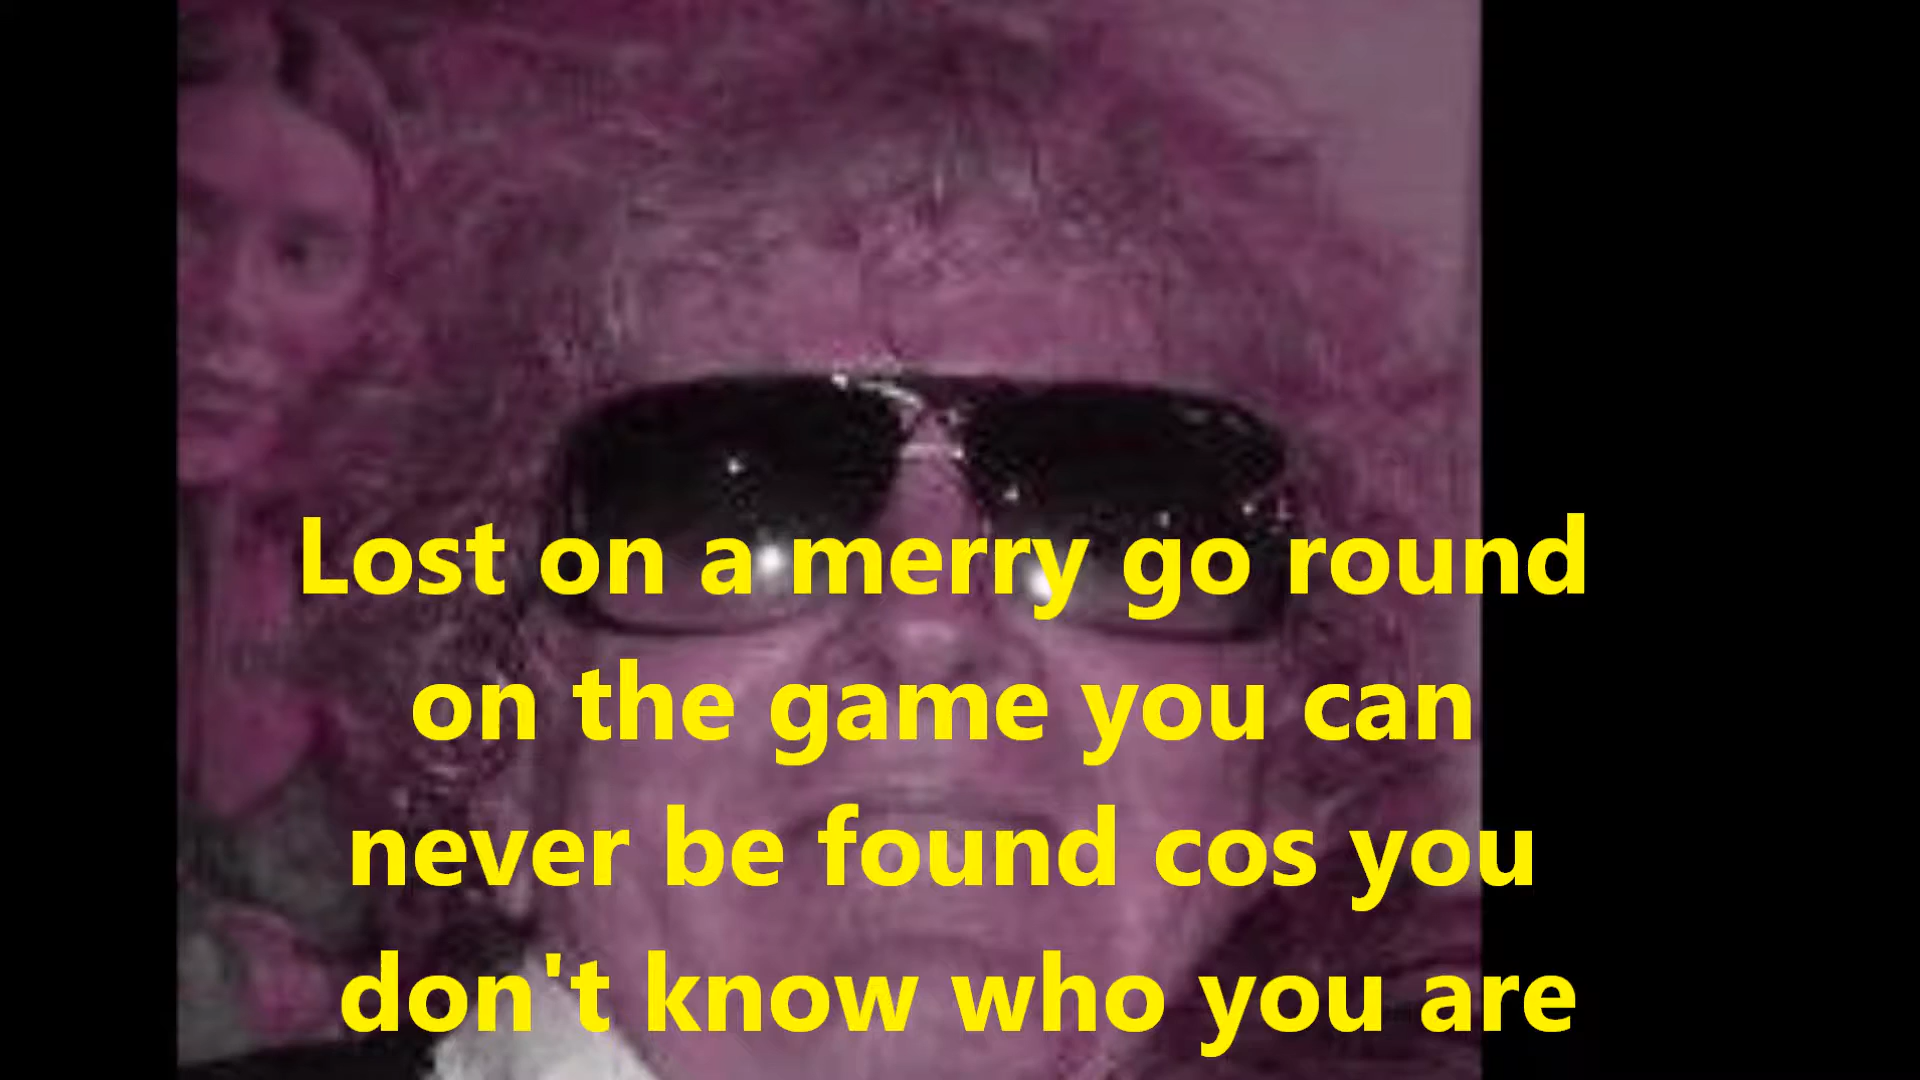 Lost on a merry go round
on the game you can
never be found cos you
don't know who you are